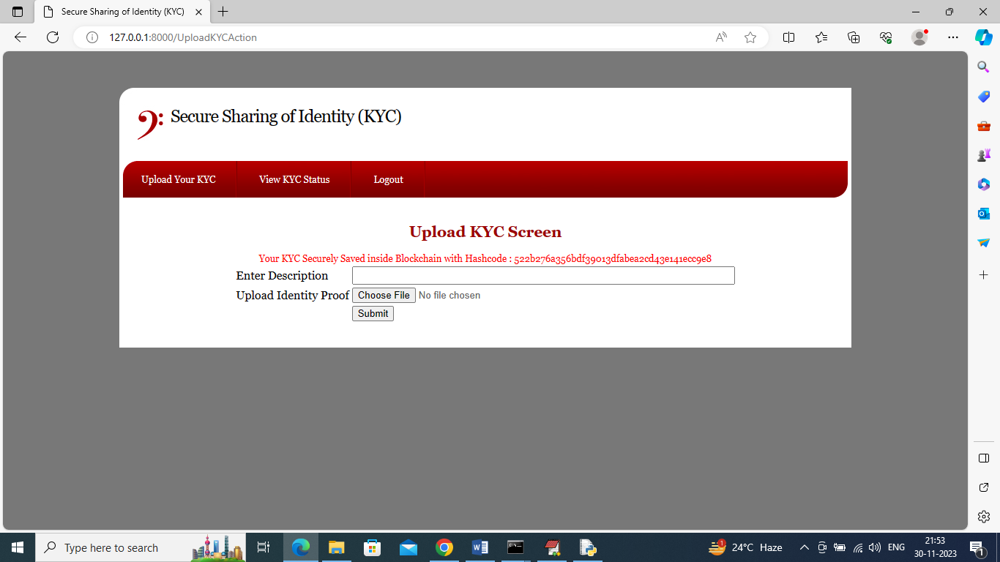 Secure Sharing of Identity (KYC)
127.0.0.1:8000/UploadKYCAction
Secure Sharing of Identity (KYC)
Upload Your KYC View KYC Status Logout
Upload KYC Screen
Your KYC Securely Saved inside Blockchain with Hashcode : 522b276a356bdf39013dfabea2cd43e141ecc9e8
Enter Description
Upload Identity Proof Choose File No file chosen
Submit
Type here to search
1
24°C Haze
ENG
21:53
30-11-2023
1